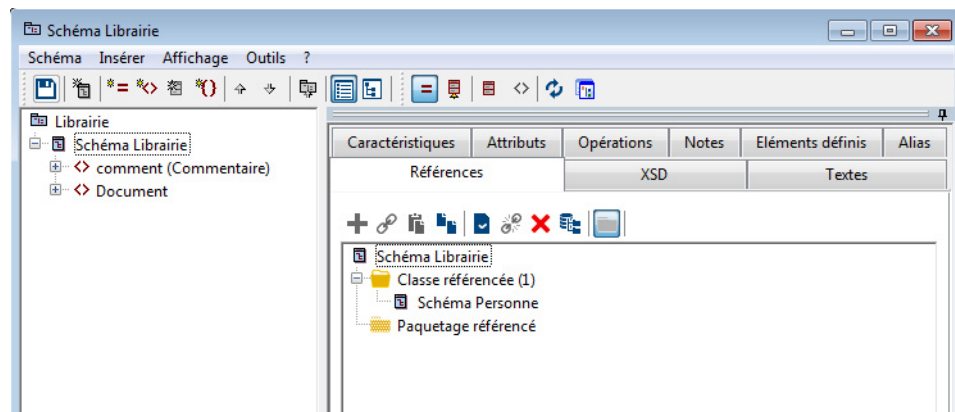 Schéma Librairie
Schéma Insérer Affichage Outils ?
Librairie
Schéma Librairie
comment (Commentaire)
Document
Caractéristiques Attributs Opérations Notes Eléments définis Alias
Références XSD Textes
Schéma Librairie
Classe référencée (1)
Schéma Personne
Paquetage référencé